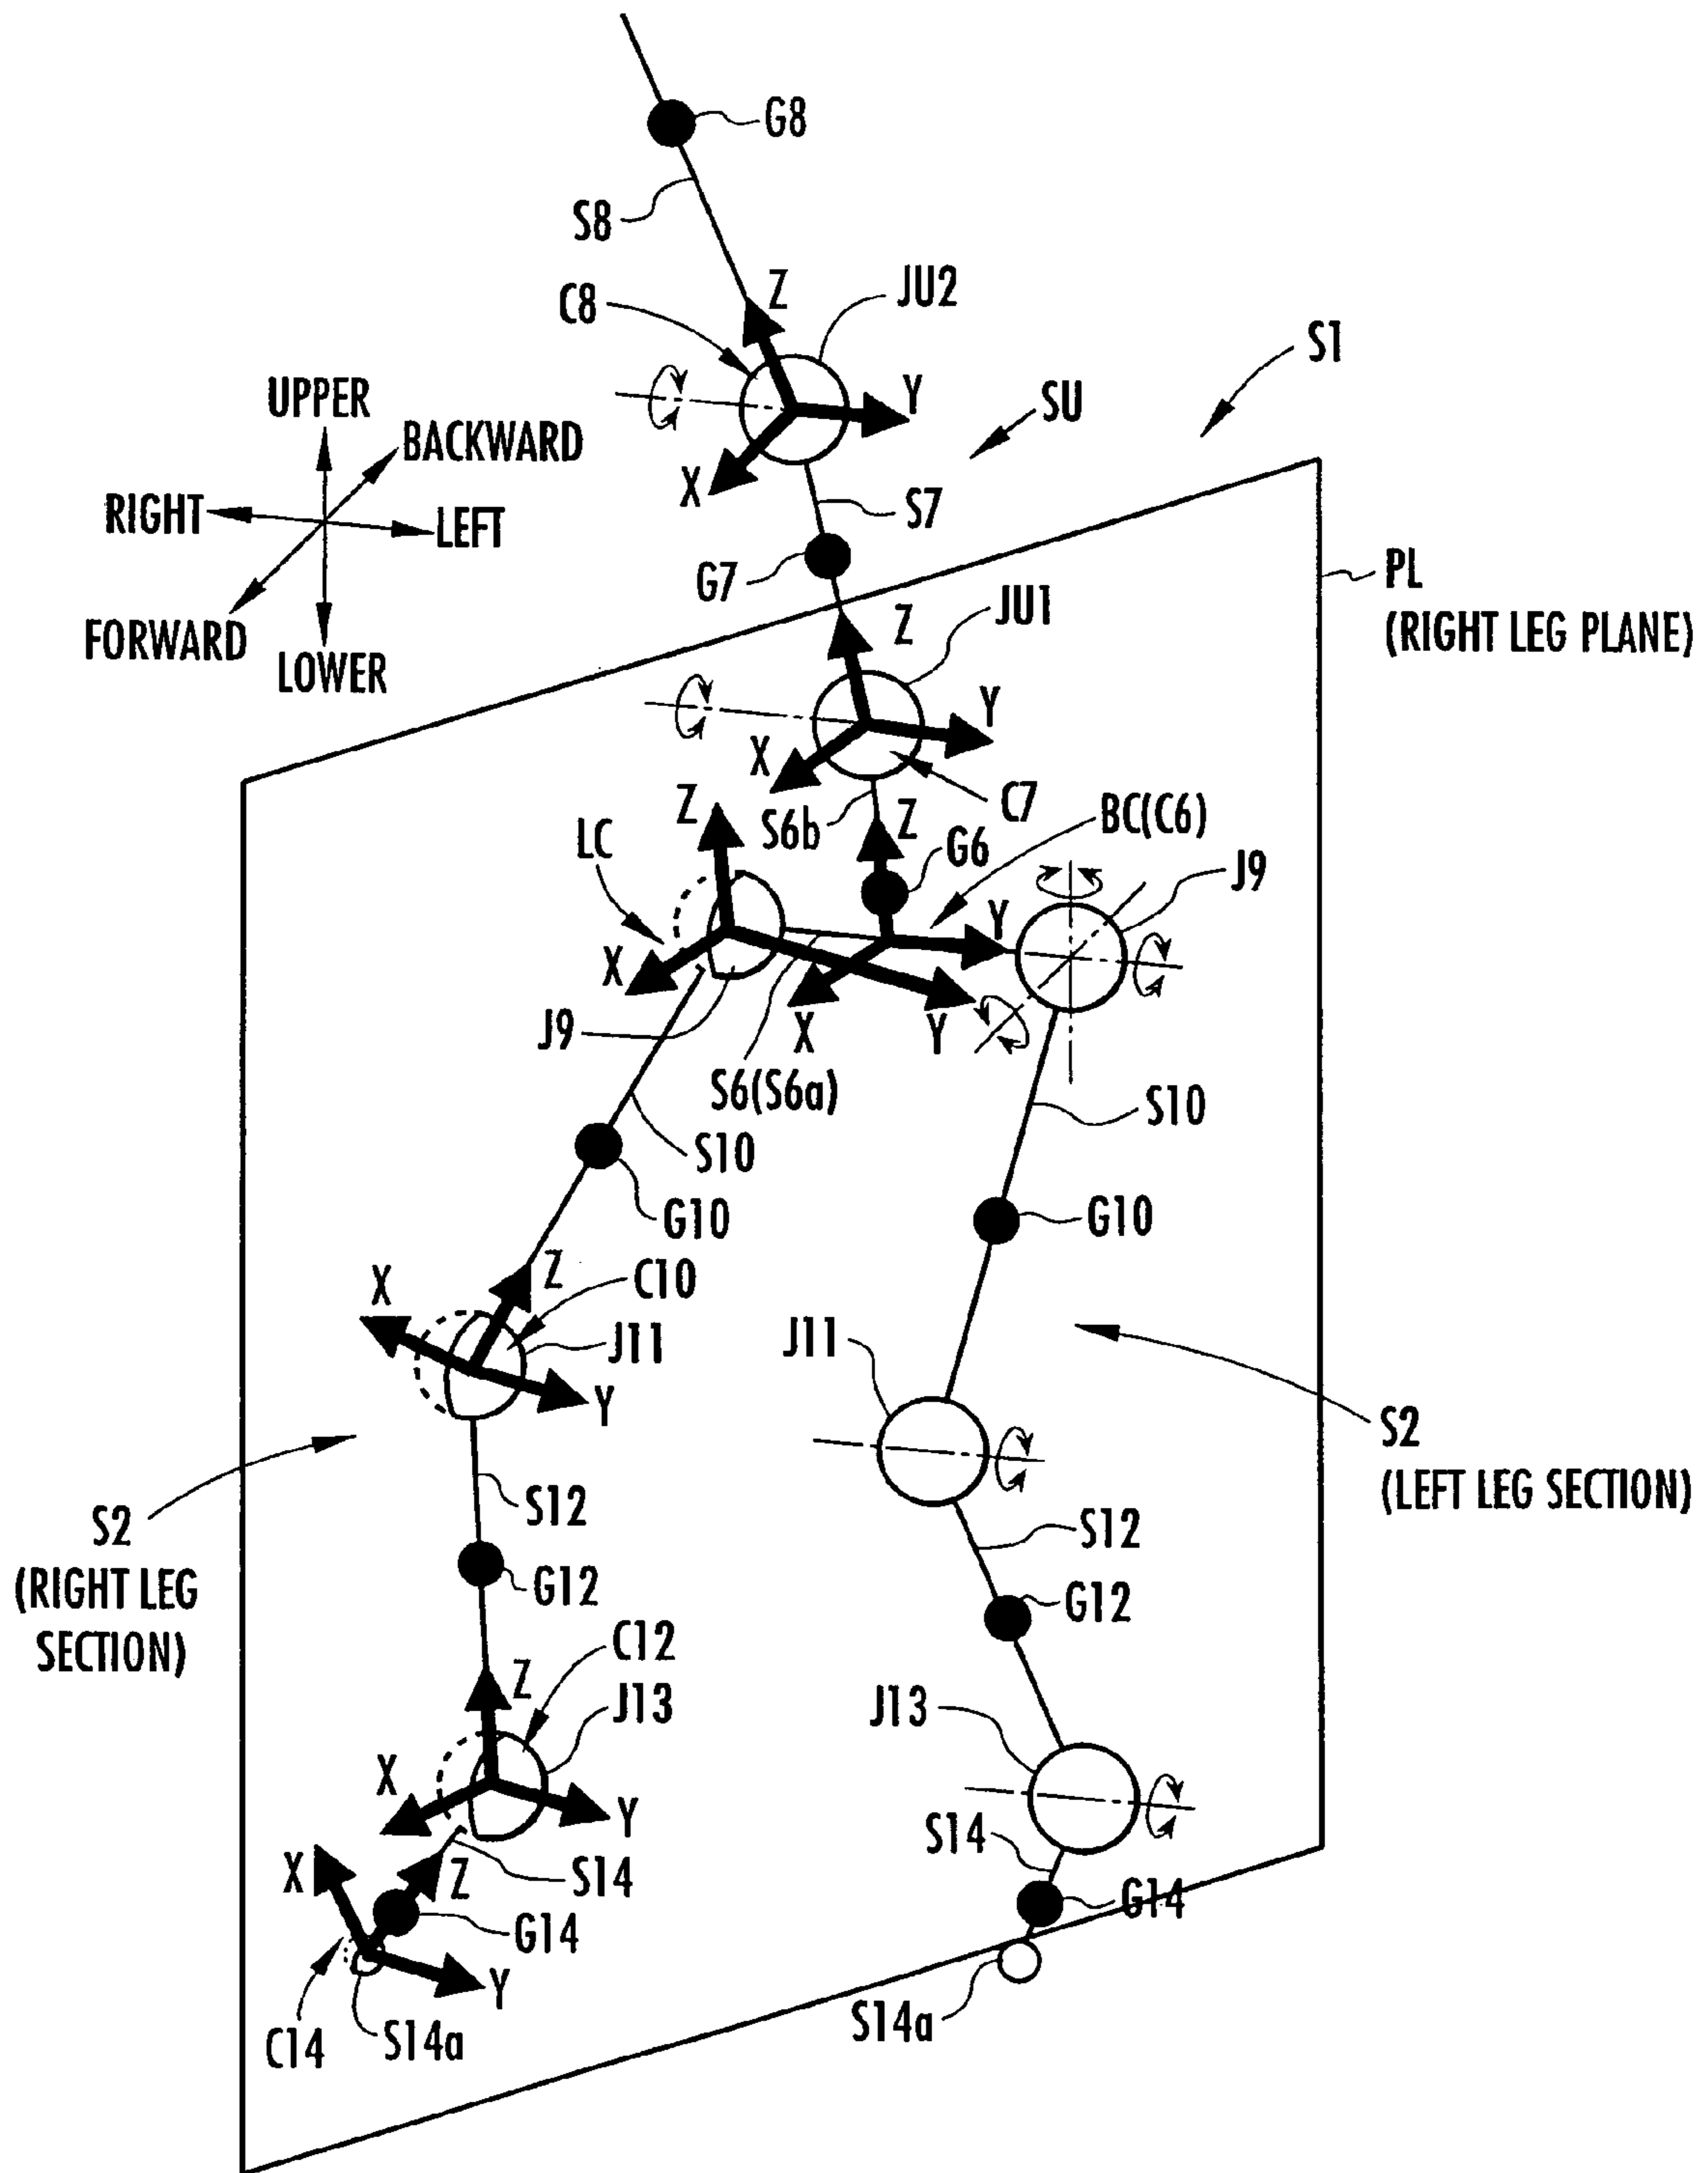 G8
S8
Z
C8
JU2
S1
UPPER
Y
SU
BACKWARD
X
RIGHT
LEFT
S7
G7
PL
(RIGHT LEG PLANE)
FORWARD
LOWER
Z
JU1
Y
X
Z
S6b
C7
Z
BC(C6)
LC
G6
J9
Y
X
J9
X
Y
S6(S6a)
S10
S10
G10
G10
X
Z
C10
J11
J11
Y
S2
(LEFT LEG SECTION)
S12
S2
(RIGHT LEG
SECTION)
S12
G12
G12
C12
Z
J13
J13
X
Y
S14
X
Z
S14
G14
G14
Y
C14
S14a
S14a